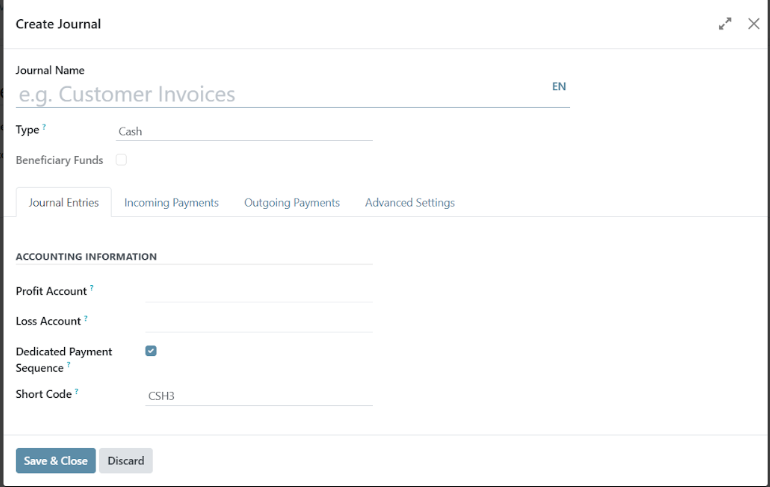 Create Journal
Journal Name
e.g. Customer Invoices
EN
Type ?
Cash
Beneficiary Funds
Journal Entries
Incoming Payments
Outgoing Payments
Advanced Settings
ACCOUNTING INFORMATION
Profit Account ?
Loss Account ?
Dedicated Payment
Sequence ?
Short Code ?
CSH3
Save & Close
Discard